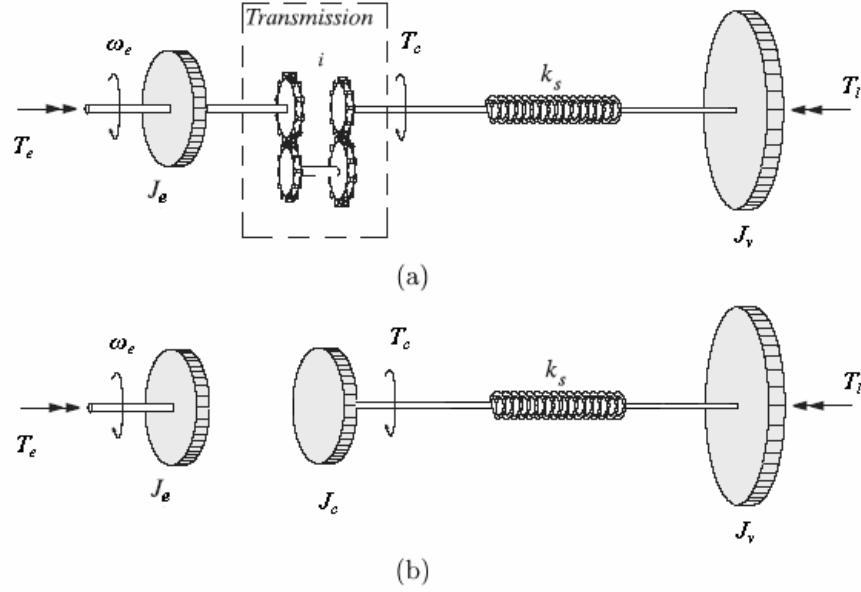 Transmission
ω_e
i
T_c
k_s
T_l
T_e
J_e
J_v
(a)
ω_e
T_c
k_s
T_l
T_e
J_e
J_c
J_v
(b)